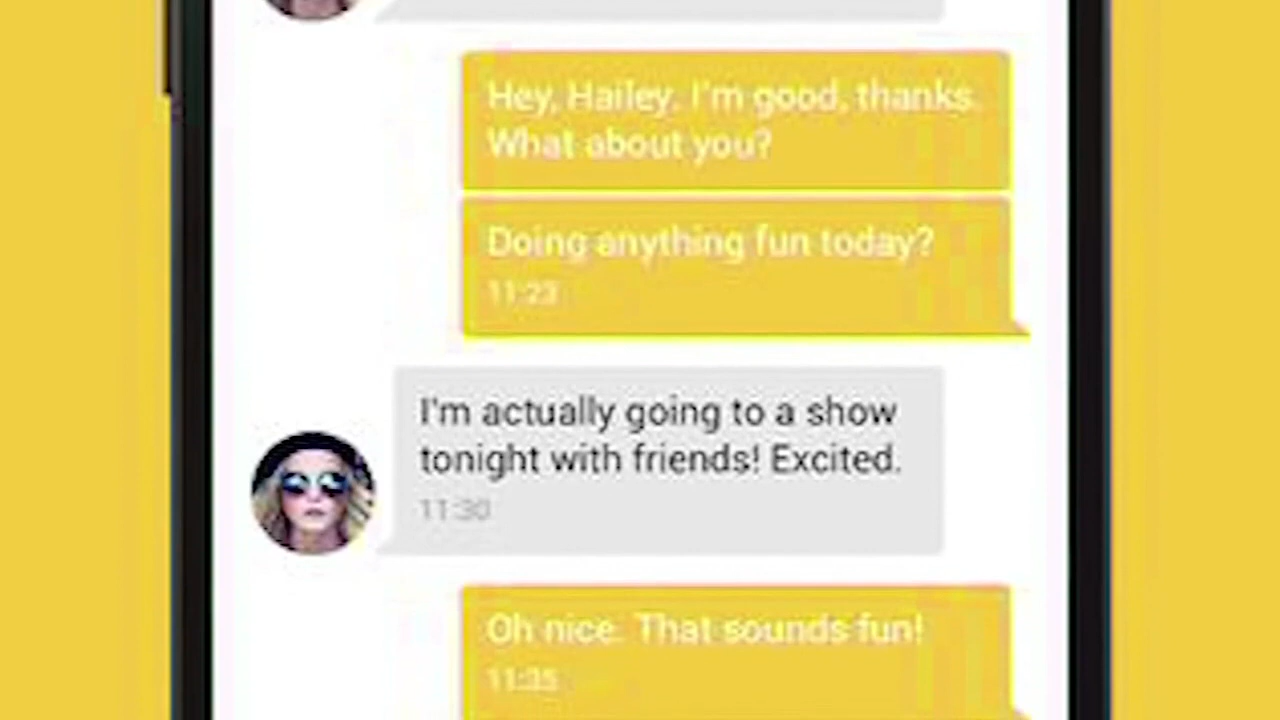 Hey, Hailey. I'm good, thanks.
What about you?
Doing anything fun today?
11:23
I'm actually going to a show
tonight with friends! Excited.
11:30
Oh nice. That sounds fun!
11:35